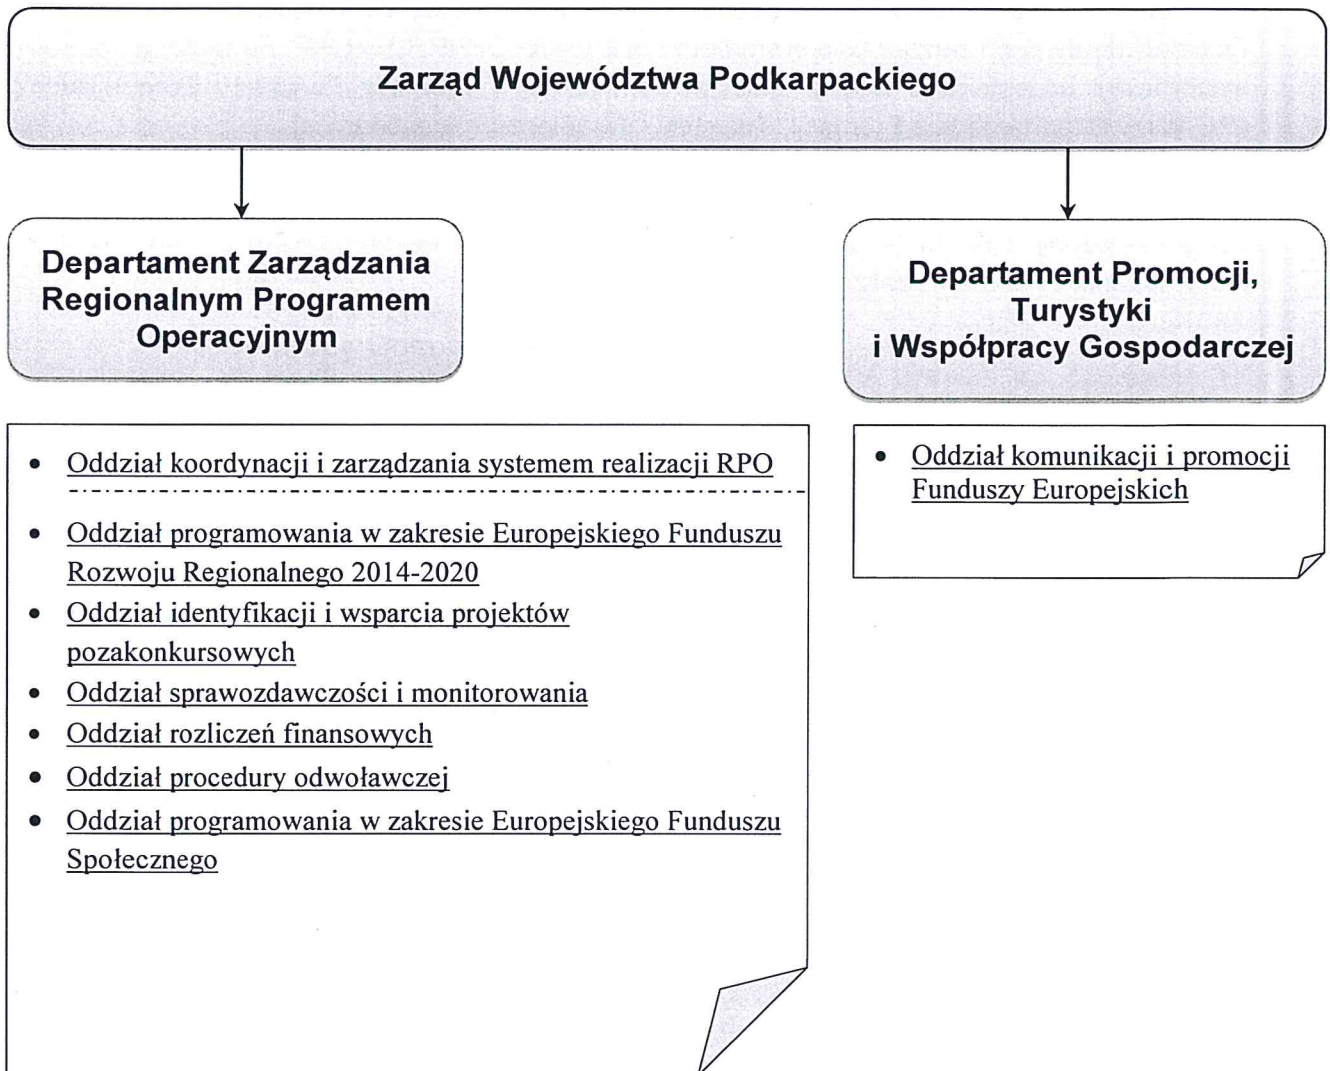 Zarząd Województwa Podkarpackiego
Departament Zarządzania
Regionalnym Programem
Operacyjnym
Departament Promocji,
Turystyki
i Współpracy Gospodarczej
• Oddział koordynacji i zarządzania systemem realizacji RPO
• Oddział programowania w zakresie Europejskiego Funduszu
Rozwoju Regionalnego 2014-2020
• Oddział identyfikacji i wsparcia projektów
pozakonkursowych
• Oddział sprawozdawczości i monitorowania
• Oddział rozliczeń finansowych
• Oddział procedury odwoławczej
• Oddział programowania w zakresie Europejskiego Funduszu
Społecznego
• Oddział komunikacji i promocji
Funduszy Europejskich